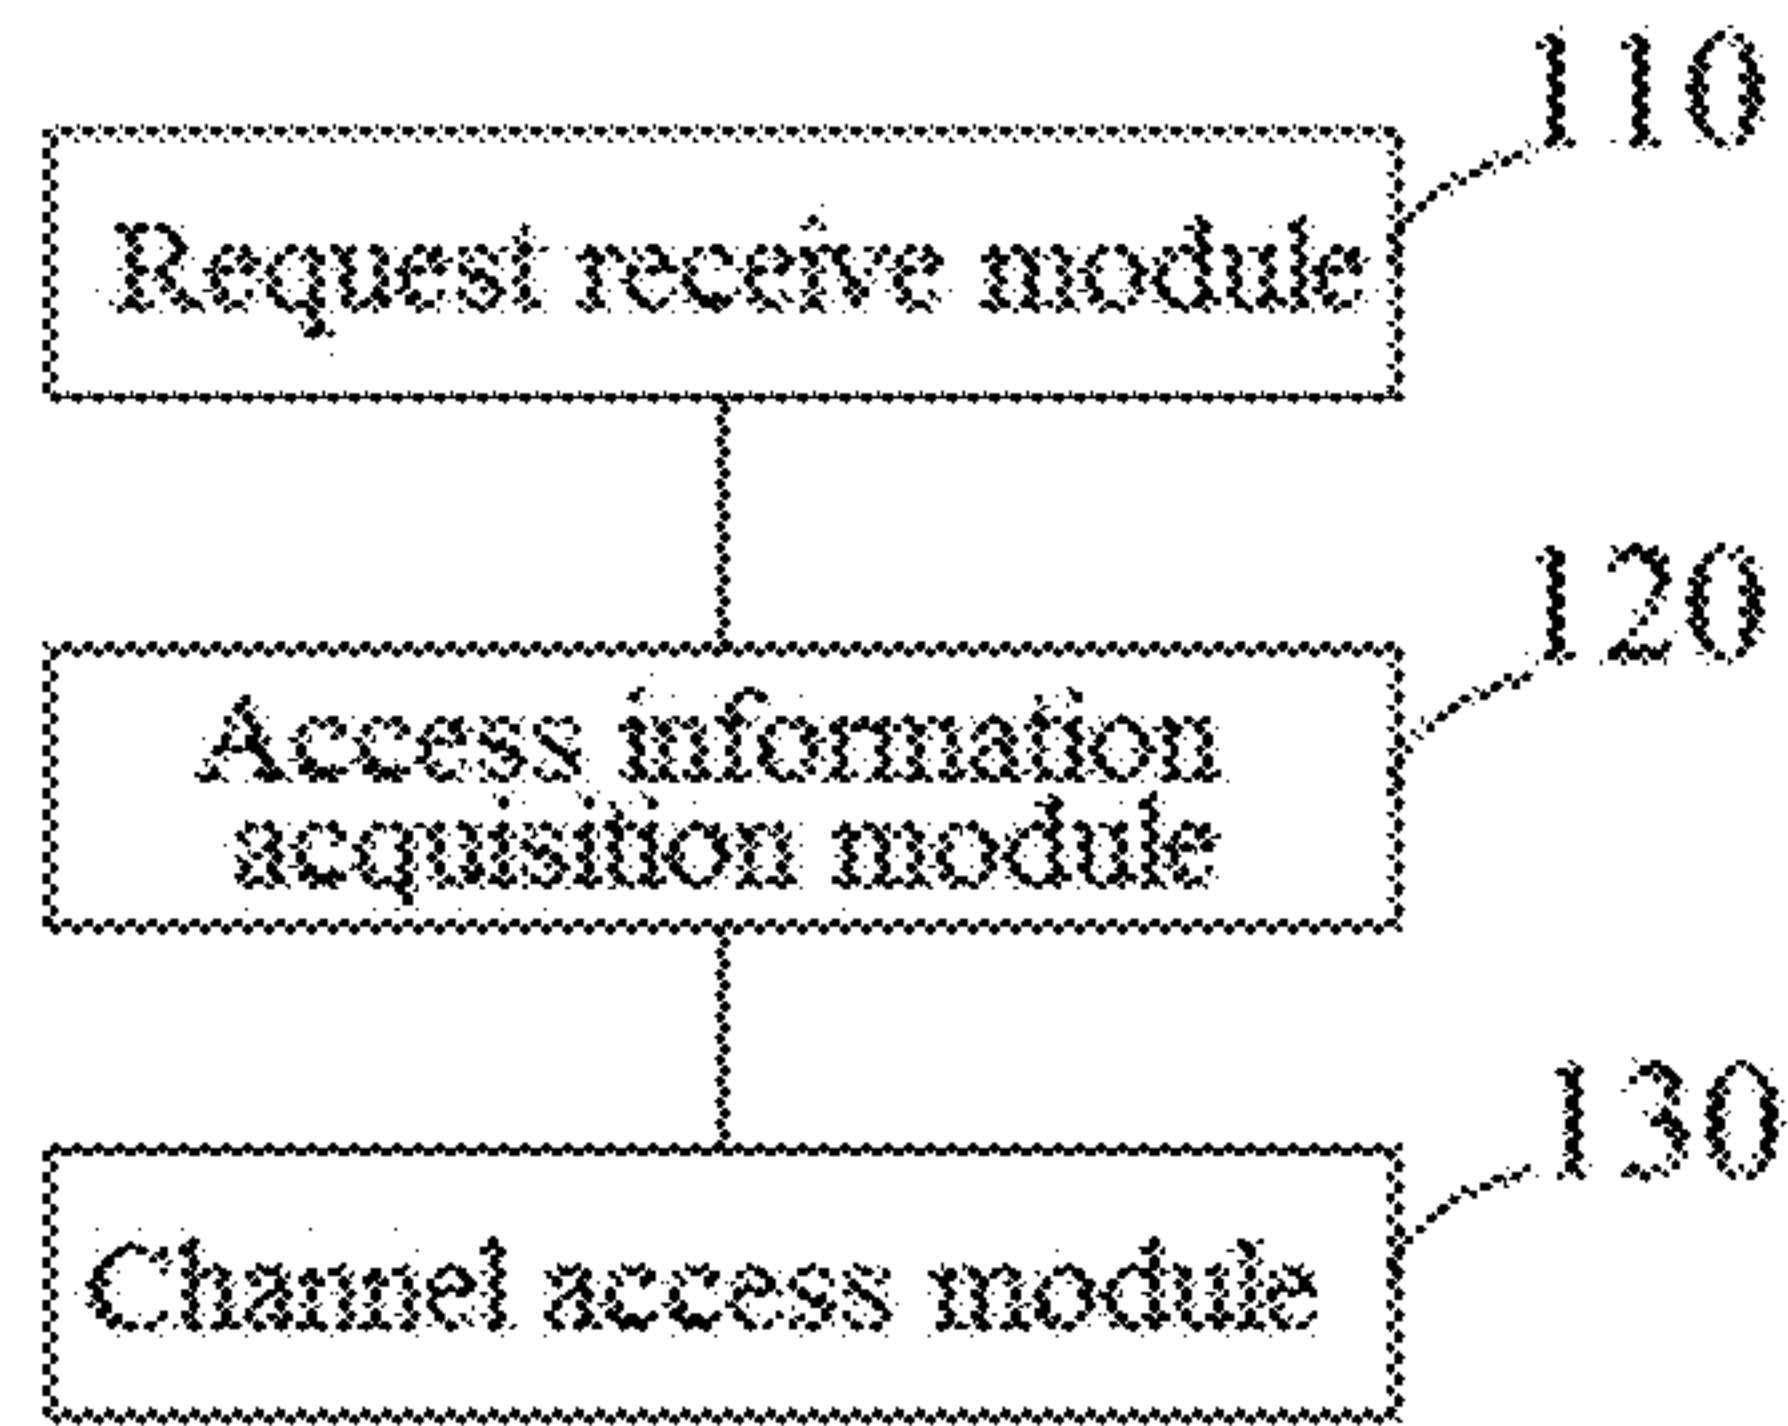 110
Request receive module
120
Access information
acquisition module
130
Channel access module